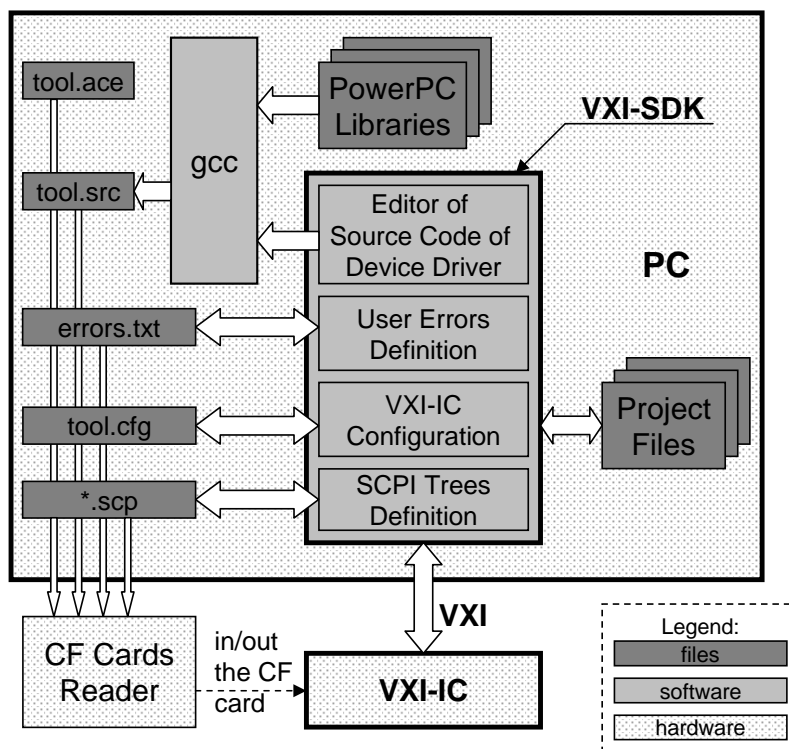 tool.ace
PowerPC
Libraries
VXI-SDK
gcc
tool.src
Editor of
Source Code of
Device Driver
PC
errors.txt
User Errors
Definition
tool.cfg
VXI-IC
Configuration
Project
Files
*.scp
SCPI Trees
Definition
VXI
CF Cards
Reader
in/out
the CF
card
VXI-IC
Legend:
files
software
hardware